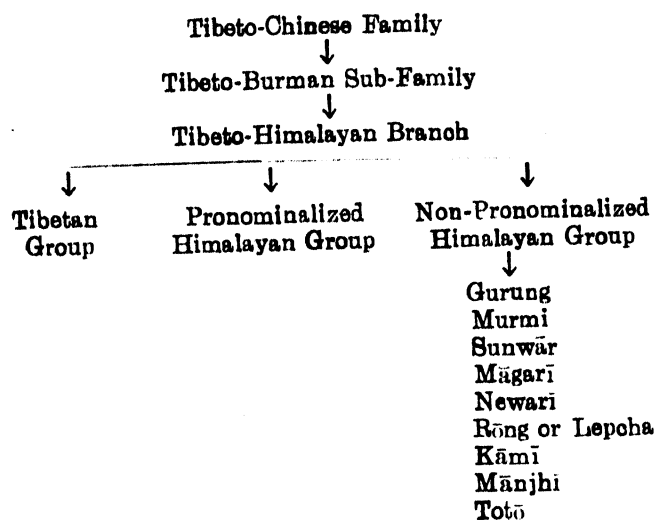 Tibeto-Chinese Family
Tibeto-Burman Sub-Family
Tibeto-Himalayan Branch
Tibetan
Group
Pronominalized
Himalayan Group
Non-Pronominalized
Himalayan Group
Gurung
Murmi
Sunwār
Māgarī
Newari
Rōng or Lepcha
Kāmī
Mānjhi
Totō